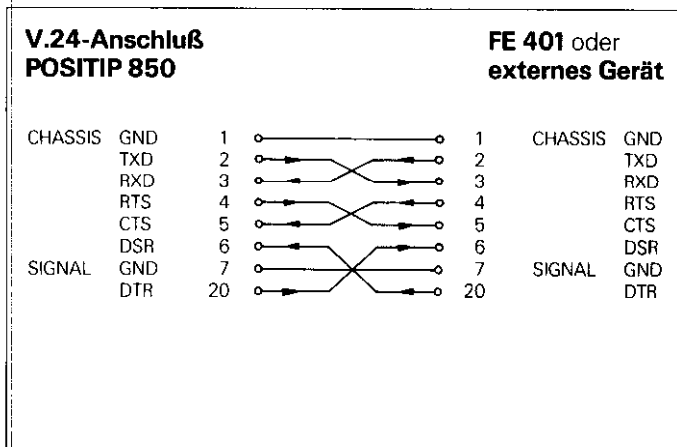 V.24-Anschluß FE 401 oder
POSITIP 850 externes Gerät
CHASSIS GND 1 1 CHASSIS GND
TXD 2 2 TXD
RXD 3 3 RXD
RTS 4 4 RTS
CTS 5 5 CTS
DSR 6 6 DSR
SIGNAL GND 7 7 SIGNAL GND
DTR 20 20 DTR